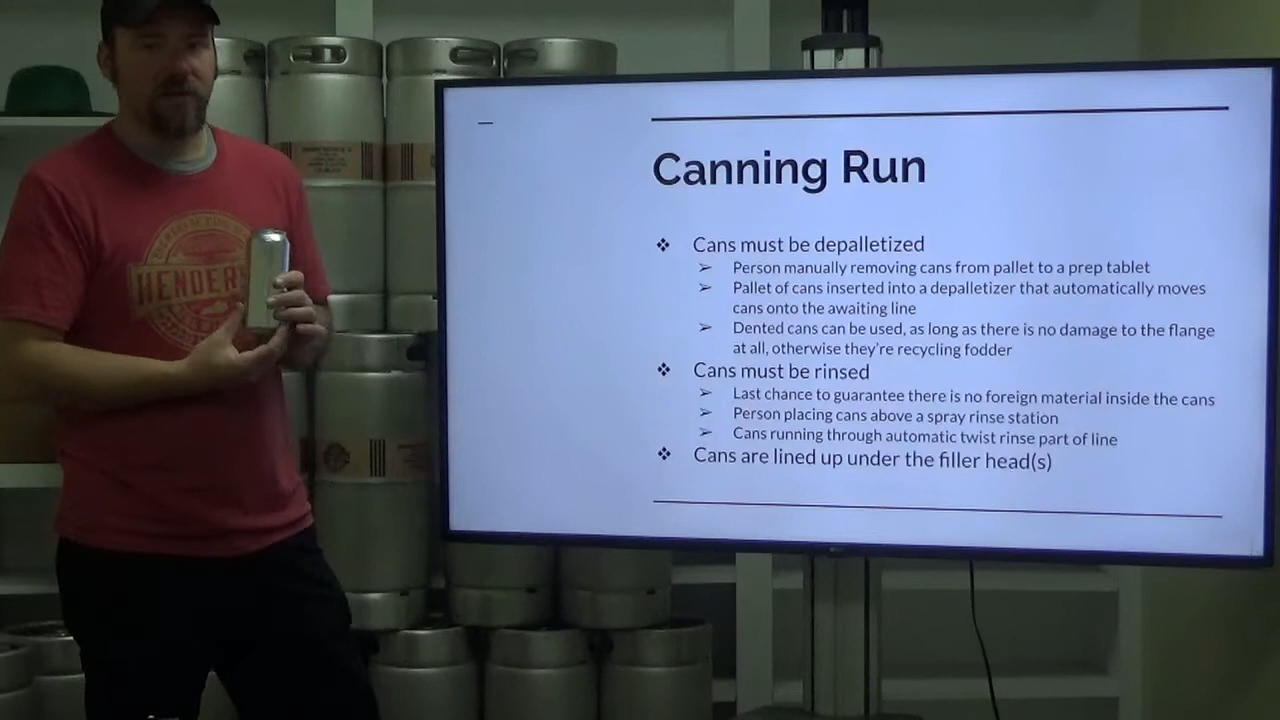 Canning Run
❖ Cans must be depalletized
➢ Person manually removing cans from pallet to a prep tablet
➢ Pallet of cans inserted into a depalletizer that automatically moves
cans onto the awaiting line
➢ Dented cans can be used, as long as there is no damage to the flange
at all, otherwise they're recycling fodder
❖ Cans must be rinsed
➢ Last chance to guarantee there is no foreign material inside the cans
➢ Person placing cans above a spray rinse station
➢ Cans running through automatic twist rinse part of line
❖ Cans are lined up under the filler head(s)